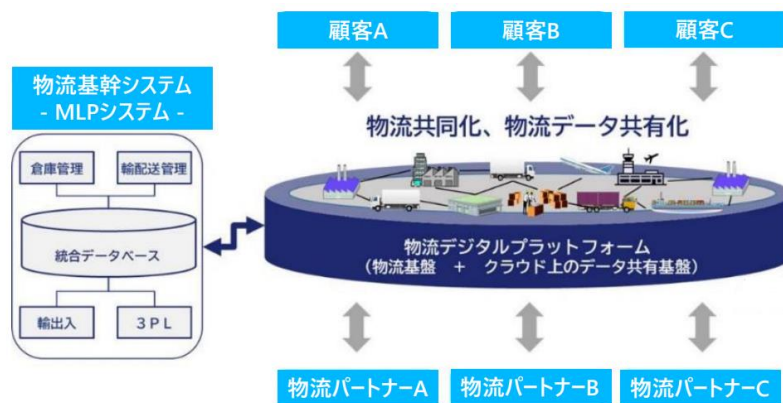 顧客A
顧客B
顧客C
物流基幹システム
- MLPシステム -
物流共同化、物流データ共有化
倉庫管理
輸配送管理
統合データベース
輸出入
3PL
物流デジタルプラットフォーム
(物流基盤 + クラウド上のデータ共有基盤)
物流パートナーA
物流パートナーB
物流パートナーC